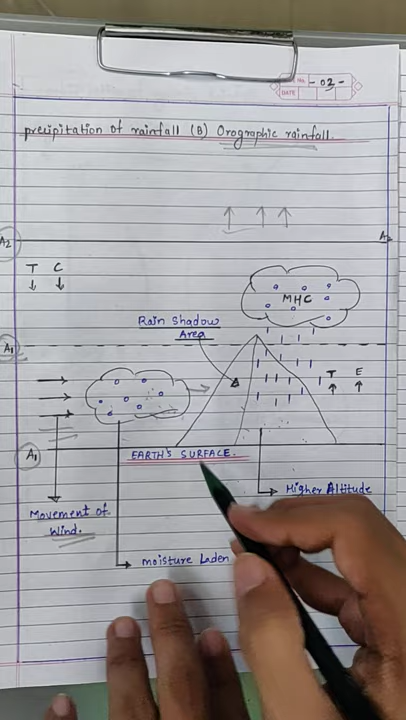 No. - 02 -
DATE
precipitation of rainfall (B) Orographic rainfall.
A2
A
T C
MHC
Rain Shadow
Area
A1
T E
A1
EARTH'S SURFACE.
Higher Altitude
Movement of
Wind.
Moisture Laden